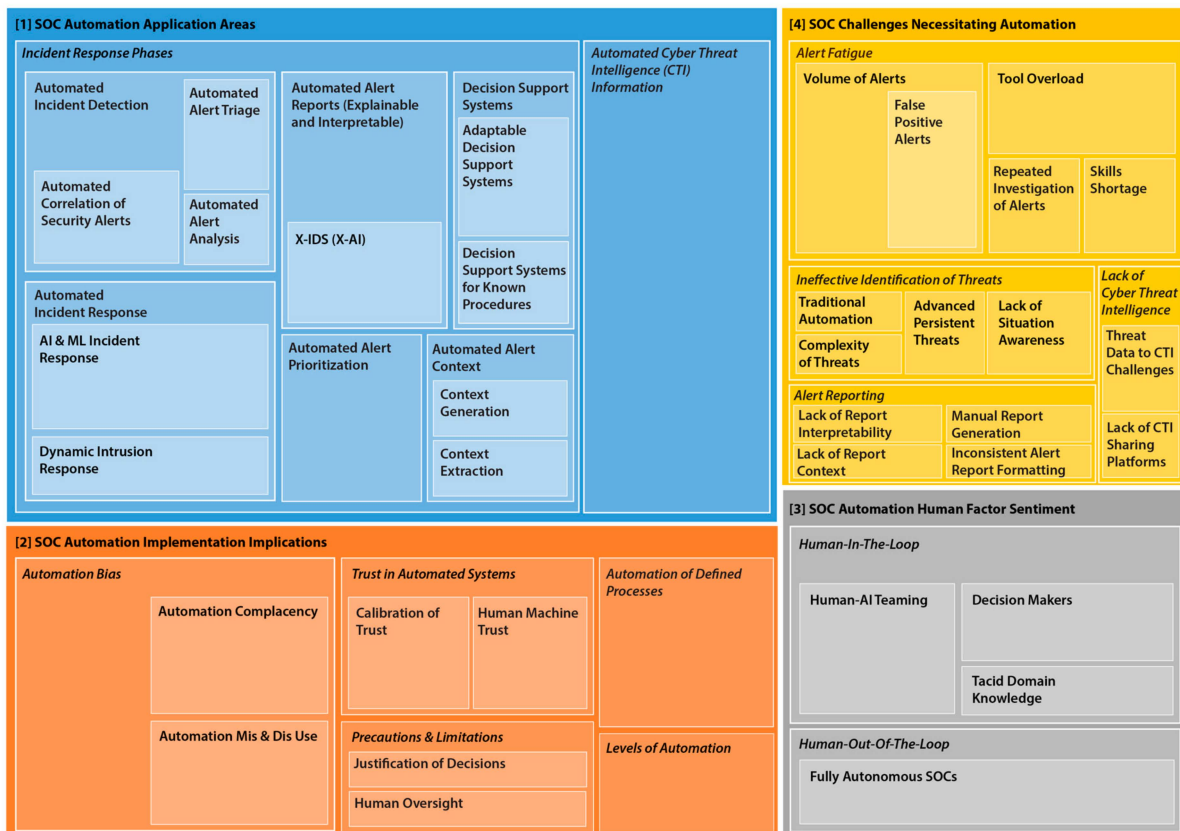 [1] SOC Automation Application Areas
Incident Response Phases
Automated
Incident Detection
Automated
Alert Triage
Automated
Correlation of
Security Alerts
Automated
Alert
Analysis
Automated Alert
Reports (Explainable
and Interpretable)
X-IDS (X-AI)
Decision Support
Systems
Adaptable
Decision
Support
Systems
Decision
Support Systems
for Known
Procedures
Automated
Incident Response
AI & ML Incident
Response
Dynamic Intrusion
Response
Automated Alert
Prioritization
Automated Alert
Context
Context
Generation
Context
Extraction
Automated Cyber Threat
Intelligence (CTI)
Information
[4] SOC Challenges Necessitating Automation
Alert Fatigue
Volume of Alerts
False
Positive
Alerts
Tool Overload
Repeated
Investigation
of Alerts
Skills
Shortage
Ineffective Identification of Threats
Traditional
Automation
Complexity
of Threats
Advanced
Persistent
Threats
Lack of
Situation
Awareness
Lack of
Cyber Threat
Intelligence
Threat
Data to CTI
Challenges
Lack of CTI
Sharing
Platforms
Alert Reporting
Lack of Report
Interpretability
Manual Report
Generation
Lack of Report
Context
Inconsistent Alert
Report Formatting
[2] SOC Automation Implementation Implications
Automation Bias
Automation Complacency
Automation Mis & Dis Use
Trust in Automated Systems
Calibration of
Trust
Human Machine
Trust
Precautions & Limitations
Justification of Decisions
Human Oversight
Automation of Defined
Processes
Levels of Automation
[3] SOC Automation Human Factor Sentiment
Human-In-The-Loop
Human-AI Teaming
Decision Makers
Tacid Domain
Knowledge
Human-Out-Of-The-Loop
Fully Autonomous SOCs